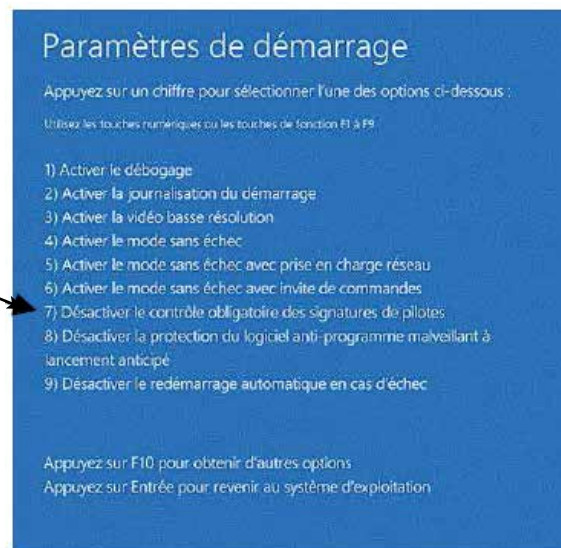 Paramètres de démarrage
Appuyez sur un chiffre pour sélectionner l'une des options ci-dessous :
Utilisez les touches numériques ou les touches de fonction F1 à F9.
1) Activer le débogage
2) Activer la journalisation du démarrage
3) Activer la vidéo basse résolution
4) Activer le mode sans échec
5) Activer le mode sans échec avec prise en charge réseau
6) Activer le mode sans échec avec invite de commandes
7) Désactiver le contrôle obligatoire des signatures de pilotes
8) Désactiver la protection du logiciel anti-programme malveillant à
lancement anticipé
9) Désactiver le redémarrage automatique en cas d'échec
Appuyez sur F10 pour obtenir d'autres options
Appuyez sur Entrée pour revenir au système d'exploitation